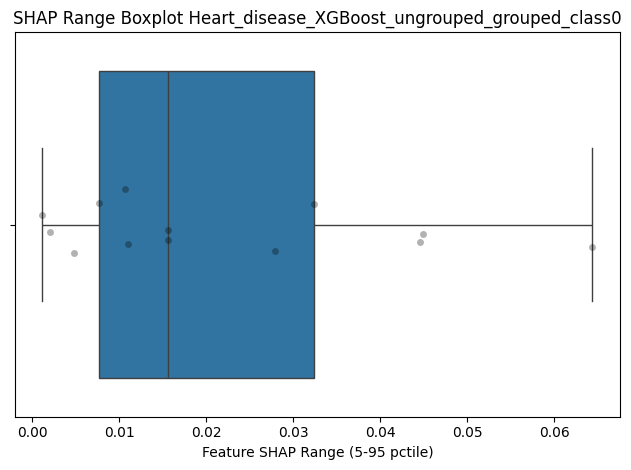 SHAP Range Boxplot Heart_disease_XGBoost_ungrouped_grouped_class0
0.00 0.01 0.02 0.03 0.04 0.05 0.06
Feature SHAP Range (5-95 pctile)